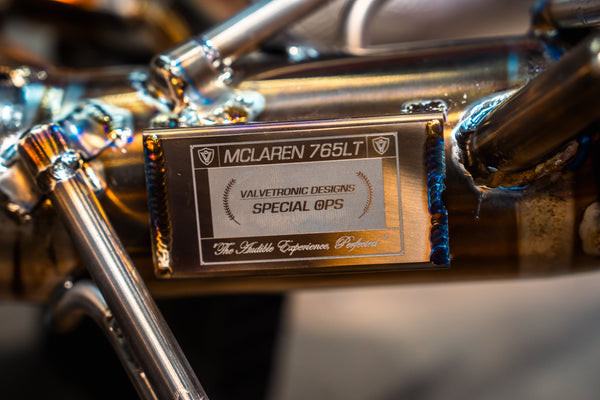 MCLAREN 765LT
VALVETRONIC DESIGNS
SPECIAL OPS
"The Audible Experience, Perfected"